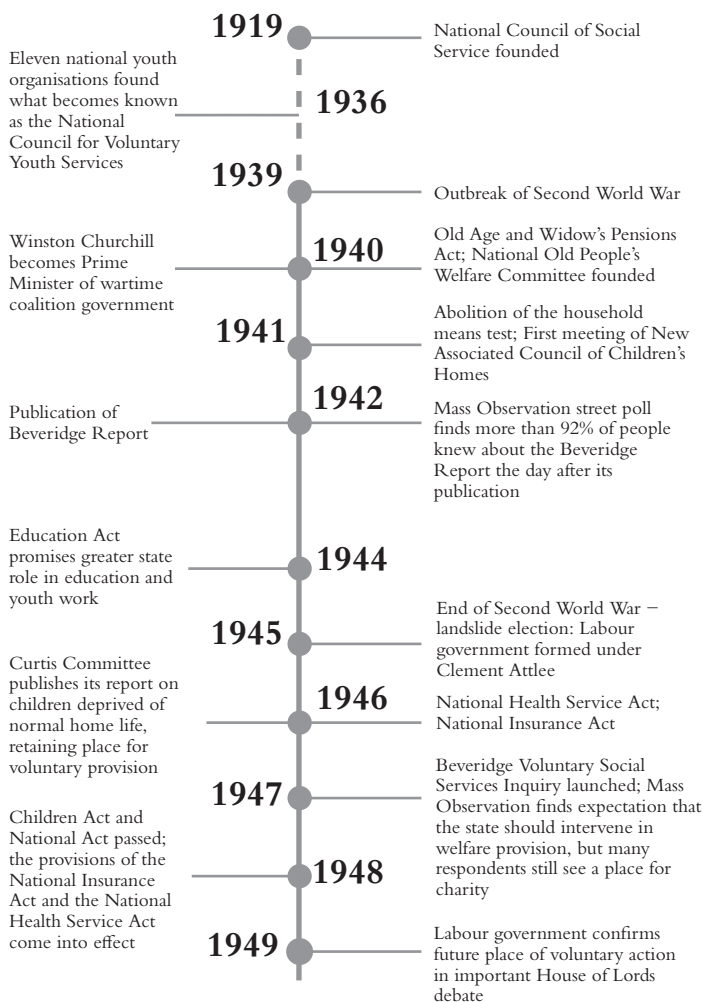 1919
National Council of Social
Service founded
Eleven national youth
organisations found
what becomes known
as the National
Council for Voluntary
Youth Services
1936
1939
Outbreak of Second World War
Winston Churchill
becomes Prime
Minister of wartime
coalition government
1940
Old Age and Widow's Pensions
Act; National Old People's
Welfare Committee founded
1941
Abolition of the household
means test; First meeting of New
Associated Council of Children's
Homes
Publication of
Beveridge Report
1942
Mass Observation street poll
finds more than 92% of people
knew about the Beveridge
Report the day after its
publication
Education Act
promises greater state
role in education and
youth work
1944
1945
End of Second World War –
landslide election: Labour
government formed under
Clement Attlee
Curtis Committee
publishes its report on
children deprived of
normal home life,
retaining place for
voluntary provision
1946
National Health Service Act;
National Insurance Act
1947
Beveridge Voluntary Social
Services Inquiry launched; Mass
Observation finds expectation that
the state should intervene in
welfare provision, but many
respondents still see a place for
charity
Children Act and
National Act passed;
the provisions of the
National Insurance
Act and the National
Health Service Act
come into effect
1948
1949
Labour government confirms
future place of voluntary action
in important House of Lords
debate